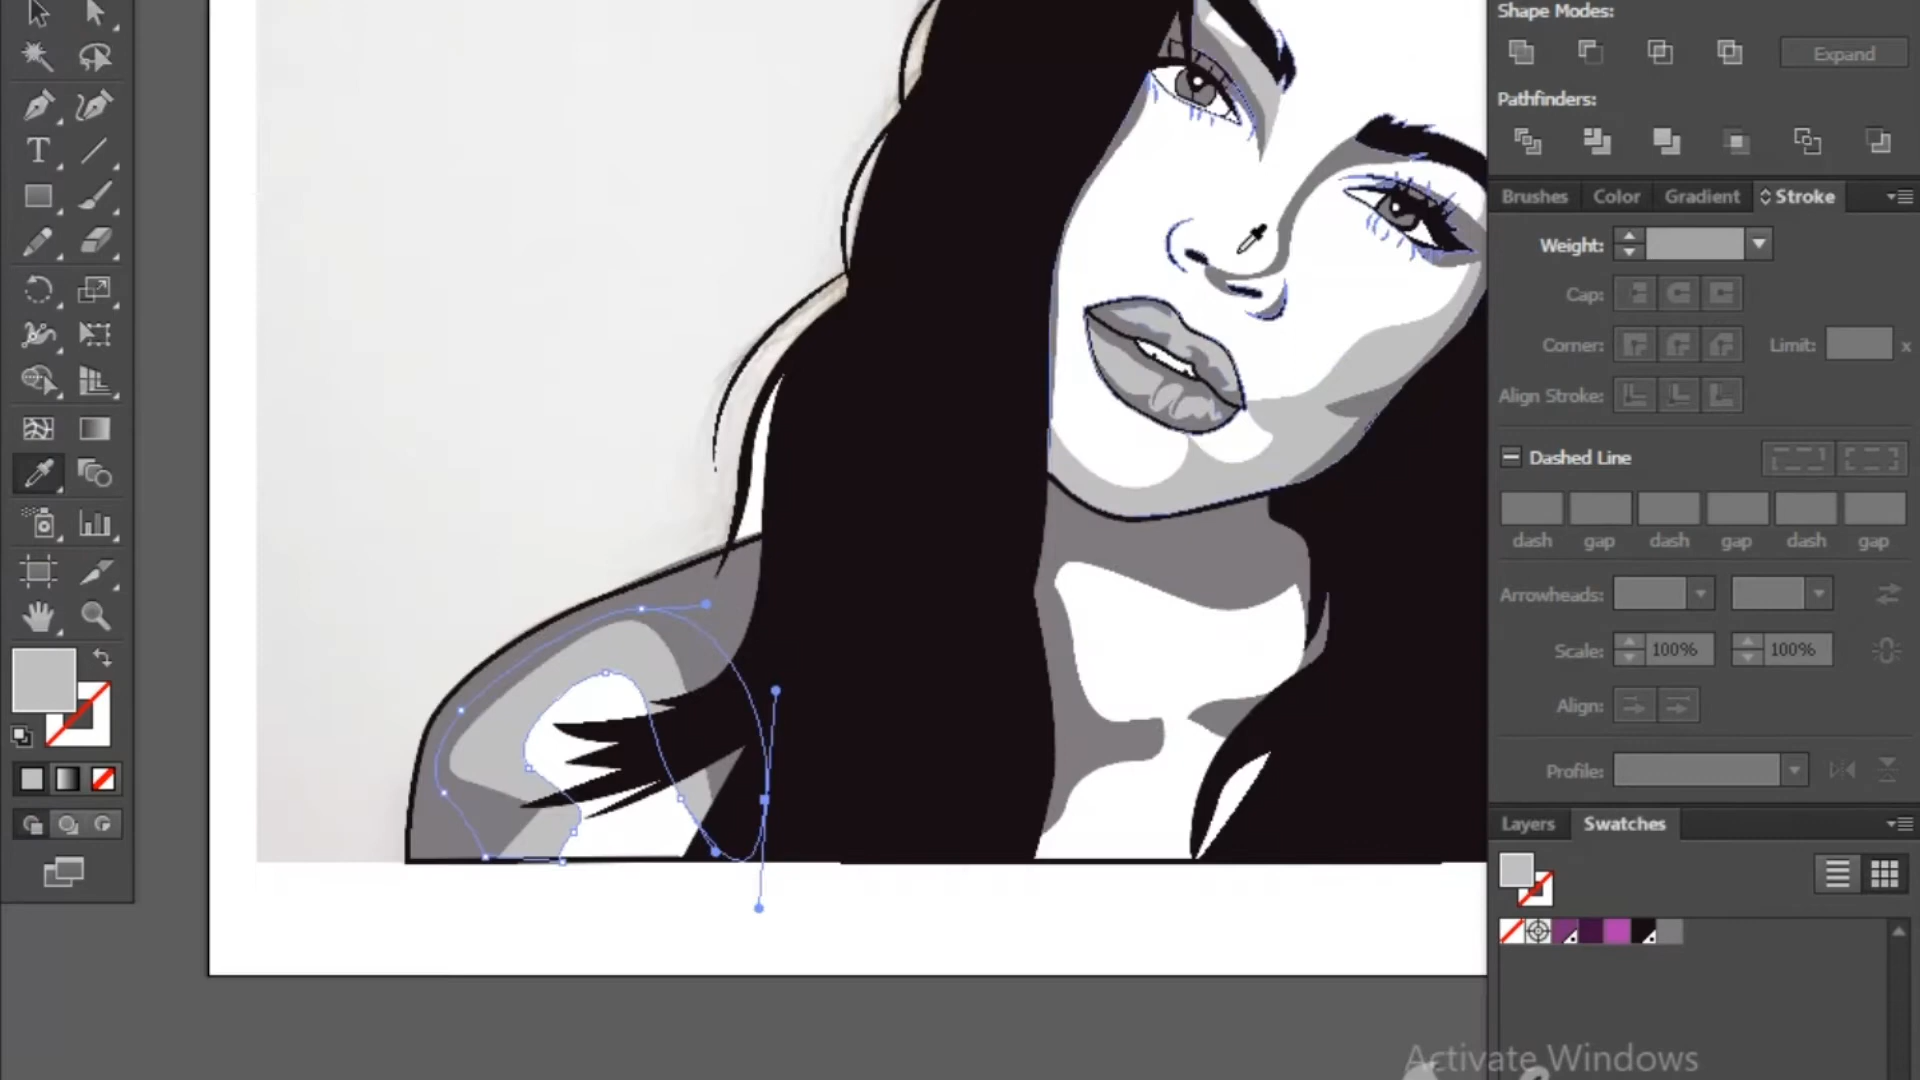 Shape Modes:
Expand
Pathfinders:
Brushes Color Gradient Stroke
Weight:
Cap:
Corner: Limit: x
Align Stroke:
Dashed Line
dash gap dash gap dash gap
Arrowheads:
Scale: 100% 100%
Align:
Profile:
Layers Swatches
Activate Windows